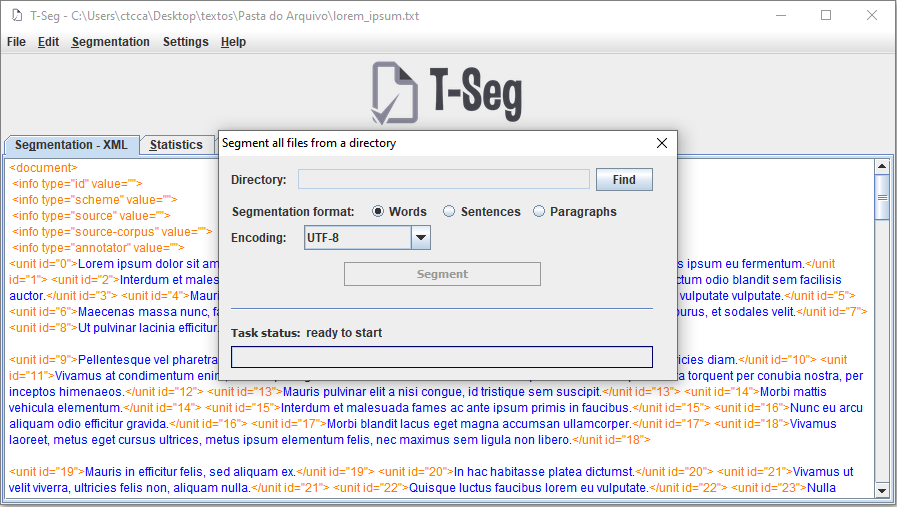 T-Seg - C:\Users\ctcca\Desktop\textos\Pasta do Arquivo\lorem_ipsum.txt
File Edit Segmentation Settings Help
T-Seg
Segmentation - XML Statistics
Segment all files from a directory
Directory: Find
Segmentation format: Words Sentences Paragraphs
Encoding: UTF-8
Segment
Task status: ready to start
<document>
<info type="id" value="">
<info type="scheme" value="">
<info type="source" value="">
<info type="source-corpus" value="">
<info type="annotator" value="">
<unit id="0">Lorem ipsum dolor sit am s ipsum eu fermentum.</unit
id="1"> <unit id="2">Interdum et males ctum odio blandit sem facilisis
auctor.</unit id="3"> <unit id="4">Mauri vulputate vulputate.</unit id="5">
<unit id="6">Maecenas massa nunc, fa purus, et sodales velit.</unit id="7">
<unit id="8">Ut pulvinar lacinia efficitur.
<unit id="9">Pellentesque vel pharetra ricies diam.</unit id="10"> <unit
id="11">Vivamus at condimentum enim a torquent per conubia nostra, per
inceptos himenaeos.</unit id="12"> <unit id="13">Mauris pulvinar elit a nisi congue, id tristique sem suscipit.</unit id="13"> <unit id="14">Morbi mattis
vehicula elementum.</unit id="14"> <unit id="15">Interdum et malesuada fames ac ante ipsum primis in faucibus.</unit id="15"> <unit id="16">Nunc eu arcu
aliquam odio efficitur gravida.</unit id="16"> <unit id="17">Morbi blandit lacus eget magna accumsan ullamcorper.</unit id="17"> <unit id="18">Vivamus
laoreet, metus eget cursus ultrices, metus ipsum elementum felis, nec maximus sem ligula non libero.</unit id="18">
<unit id="19">Mauris in efficitur felis, sed aliquam ex.</unit id="19"> <unit id="20">In hac habitasse platea dictumst.</unit id="20"> <unit id="21">Vivamus ut
velit viverra, ultricies felis non, aliquam nulla.</unit id="21"> <unit id="22">Quisque luctus faucibus lorem eu vulputate.</unit id="22"> <unit id="23">Nulla